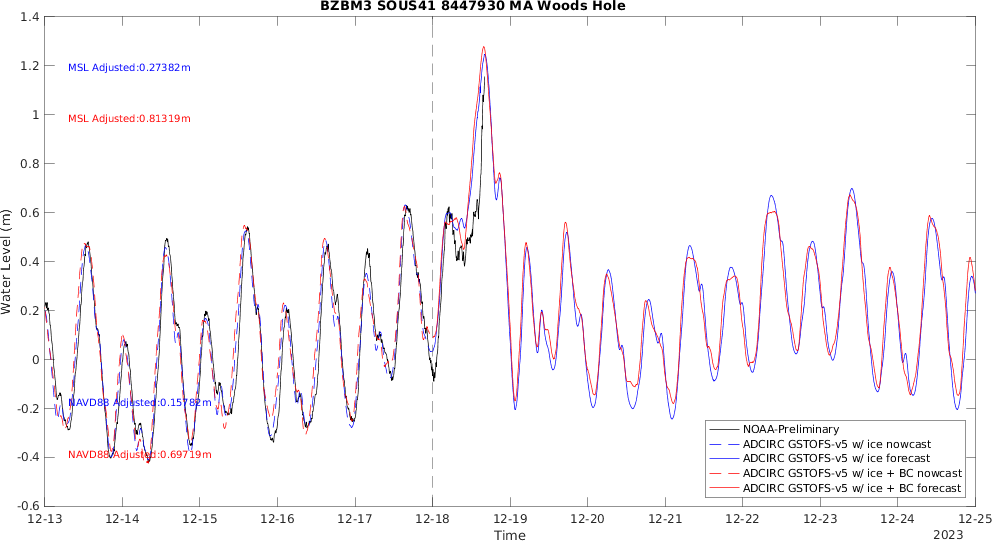 BZBM3 SOUS41 8447930 MA Woods Hole
1.4
1.2
1
0.8
0.6
0.4
0.2
0
-0.2
-0.4
-0.6
Water Level (m)
MSL Adjusted:0.27382m
MSL Adjusted:0.81319m
NAVD88 Adjusted:0.15782m
NAVD88 Adjusted:0.69719m
NOAA-Preliminary
ADCIRC GSTOFS-v5 w/ ice nowcast
ADCIRC GSTOFS-v5 w/ ice forecast
ADCIRC GSTOFS-v5 w/ ice + BC nowcast
ADCIRC GSTOFS-v5 w/ ice + BC forecast
12-13 12-14 12-15 12-16 12-17 12-18 12-19 12-20 12-21 12-22 12-23 12-24 12-25
Time
2023